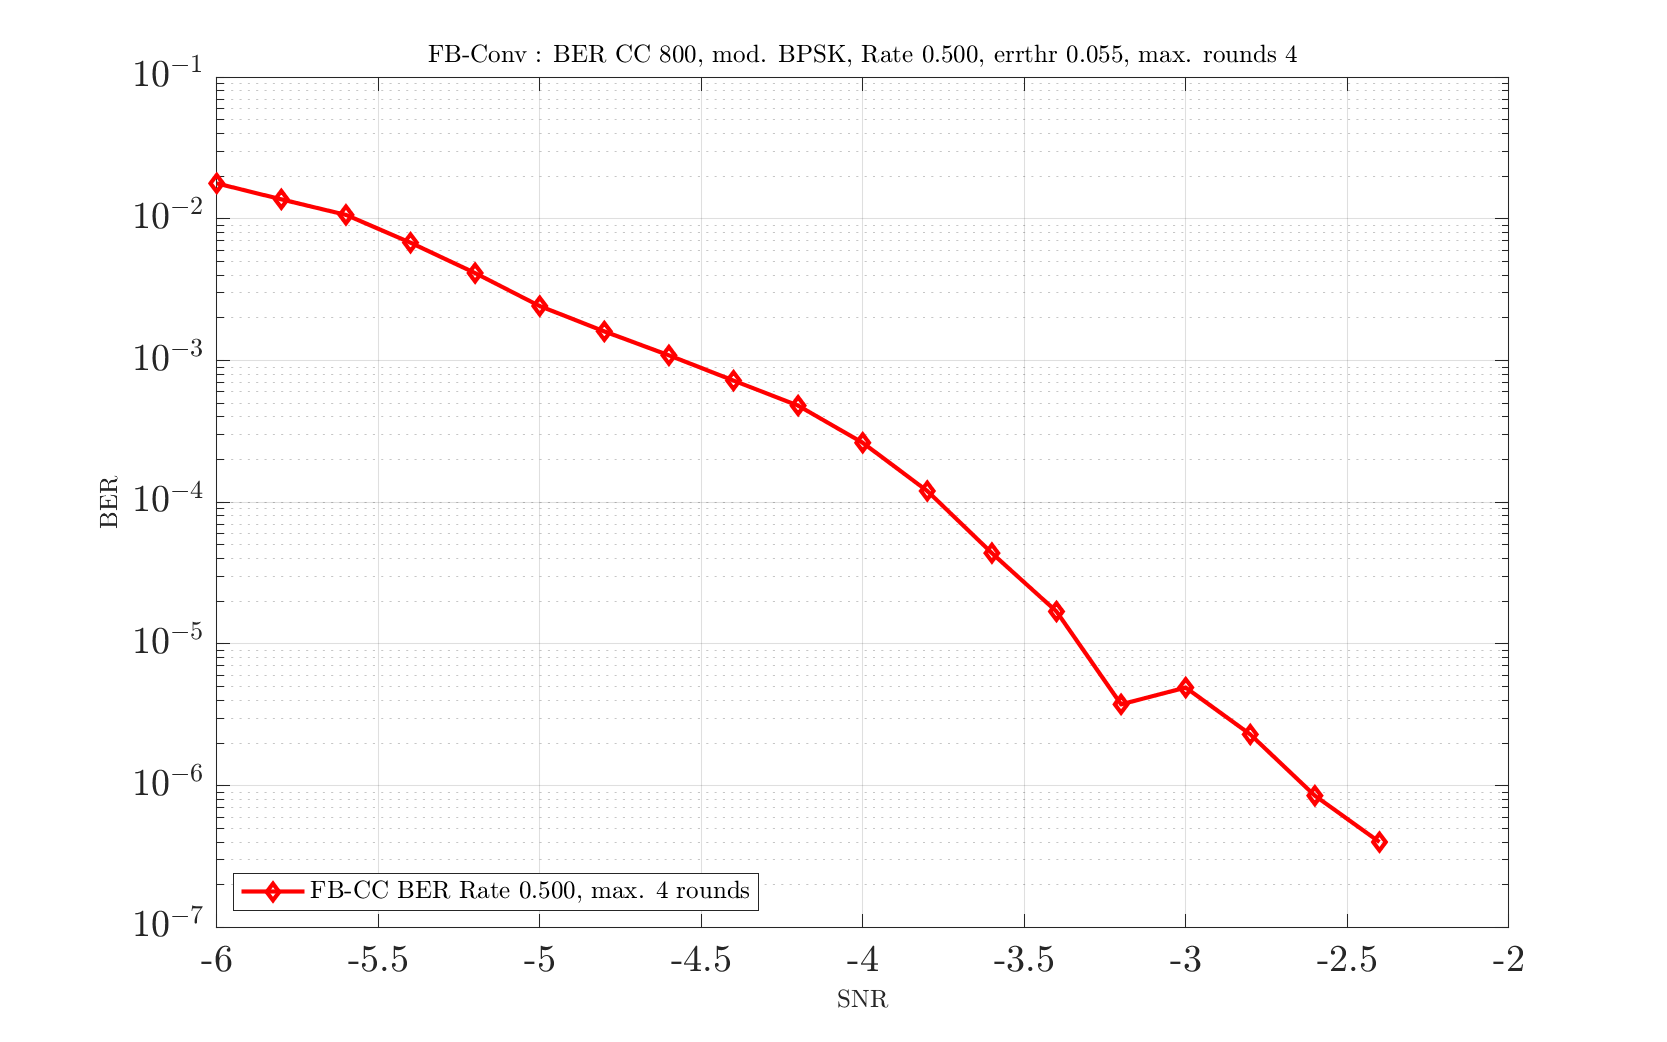 FB-Conv : BER CC 800, mod. BPSK, Rate 0.500, errthr 0.055, max. rounds 4
10^{-1}
10^{-2}
10^{-3}
10^{-4}
10^{-5}
10^{-6}
10^{-7}
BER
FB-CC BER Rate 0.500, max. 4 rounds
-6 -5.5 -5 -4.5 -4 -3.5 -3 -2.5 -2
SNR